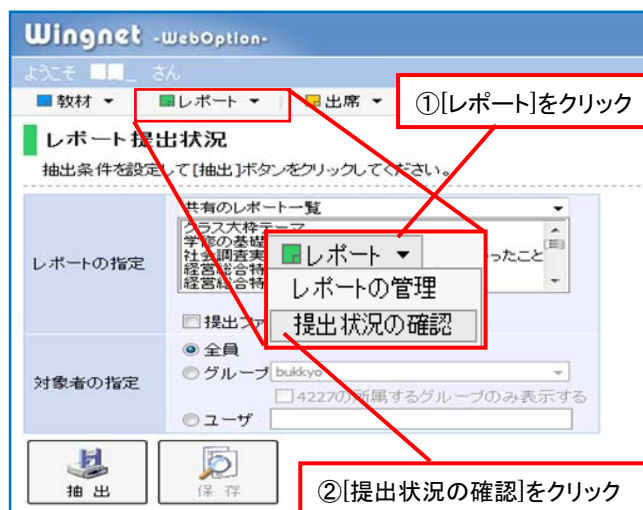 Wingnet -WebOption-
ようこそ さん
教材 レポート 出席
①[レポート]をクリック
レポート提出状況
抽出条件を設定して[抽出]ボタンをクリックしてください。
レポートの指定
共有のレポート一覧
クラス大枠テーマ
学修の基礎
社会調査実 ったこと
経営総合特
経営総合特
レポート
レポートの管理
提出状況の確認
提出ファ
対象者の指定
全員
グループ bukkyo
4227の所属するグループのみ表示する
ユーザ
抽出 保存
②[提出状況の確認]をクリック